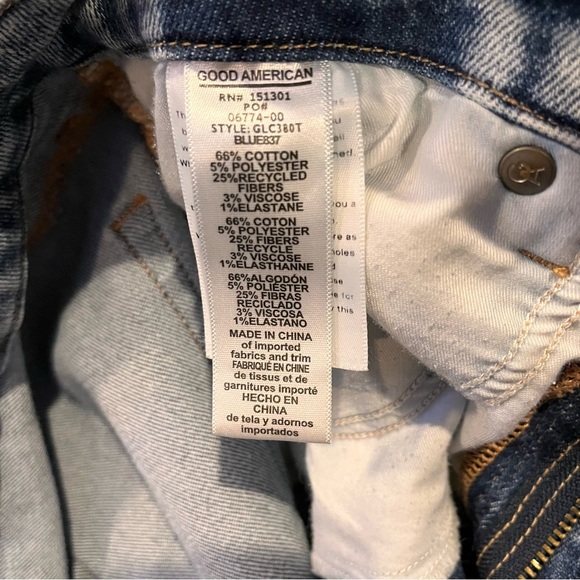 GOOD AMERICAN
RN# 151301
PO#
06774-00
STYLE: GLC380T
BLUE837
66% COTTON
5% POLYESTER
25%RECYCLED
FIBERS
3% VISCOSE
1%ELASTANE
66% COTON
5% POLYESTER
25% FIBERS
RECYCLE
3% VISCOSE
1%ELASTHANNE
66%ALGODÓN
5% POLIÉSTER
25% FIBRAS
RECICLADO
3% VISCOSA
1%ELASTANO
MADE IN CHINA
of imported
fabrics and trim
FABRIQUÉ EN CHINE
de tissus et de
garnitures importé
HECHO EN
CHINA
de tela y adornos
importados